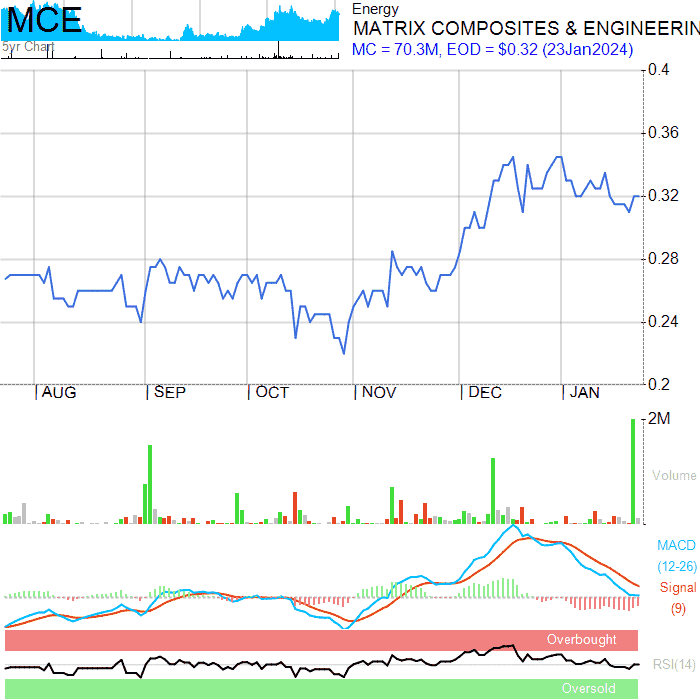 MCE
5yr Chart
Energy
MATRIX COMPOSITES & ENGINEERIN
MC = 70.3M, EOD = $0.32 (23Jan2024)
0.4
0.36
0.32
0.28
0.24
0.2
AUG SEP OCT NOV DEC JAN
2M
Volume
MACD
(12-26)
Signal
(9)
Overbought
RSI(14)
Oversold